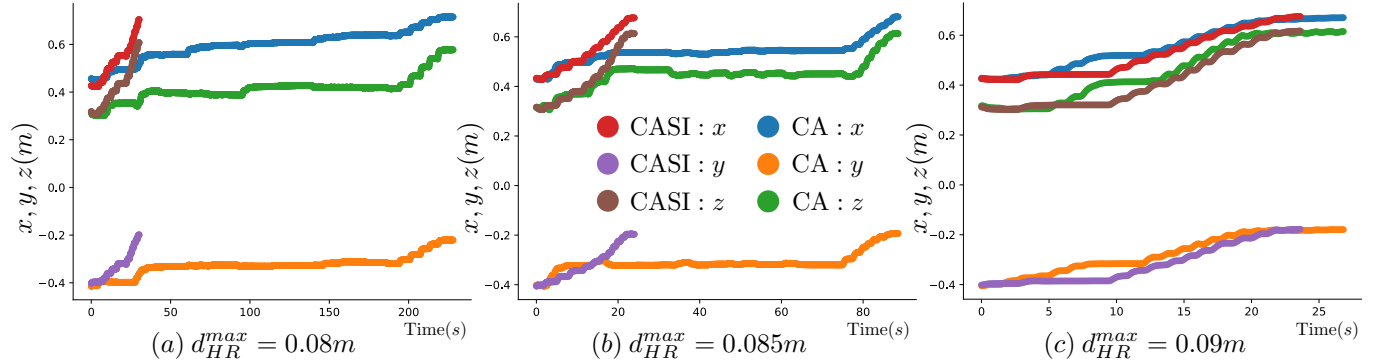 x, y, z(m)
0.6
0.4
0.2
0.0
−0.2
−0.4
0 50 100 150 200
Time(s)
(a) d_{HR}^{max} = 0.08m
x, y, z(m)
0.6
0.4
0.2
0.0
−0.2
−0.4
CASI : x CA : x
CASI : y CA : y
CASI : z CA : z
0 20 40 60 80
Time(s)
(b) d_{HR}^{max} = 0.085m
x, y, z(m)
0.6
0.4
0.2
0.0
−0.2
−0.4
0 5 10 15 20 25
Time(s)
(c) d_{HR}^{max} = 0.09m